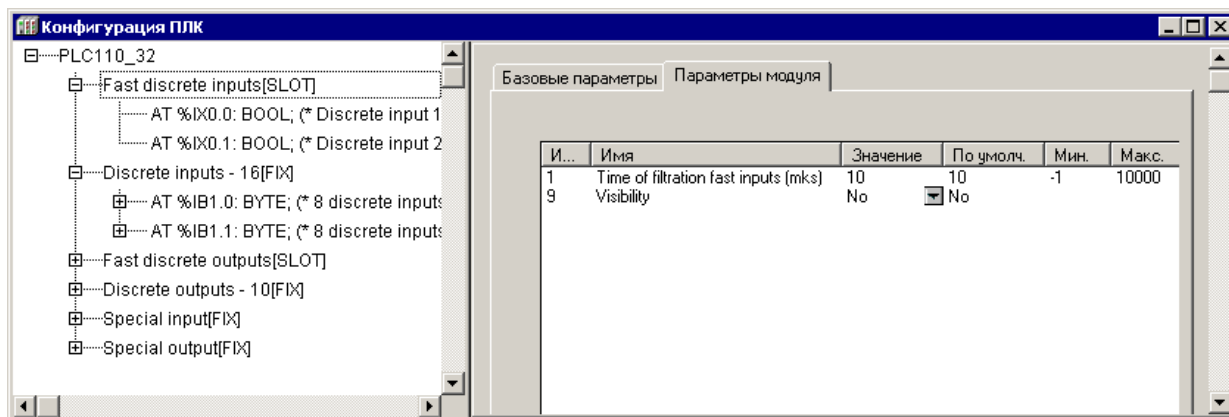 Конфигурация ПЛК
PLC110_32
Fast discrete inputs[SLOT]
AT %IX0.0: BOOL; (* Discrete input 1
AT %IX0.1: BOOL; (* Discrete input 2
Discrete inputs - 16[FIX]
AT %IB1.0: BYTE; (* 8 discrete inputs
AT %IB1.1: BYTE; (* 8 discrete inputs
Fast discrete outputs[SLOT]
Discrete outputs - 10[FIX]
Special input[FIX]
Special output[FIX]
Базовые параметры Параметры модуля
И... Имя Значение По умолч. Мин. Макс.
1 Time of filtration fast inputs (mks) 10 10 -1 10000
9 Visibility No No